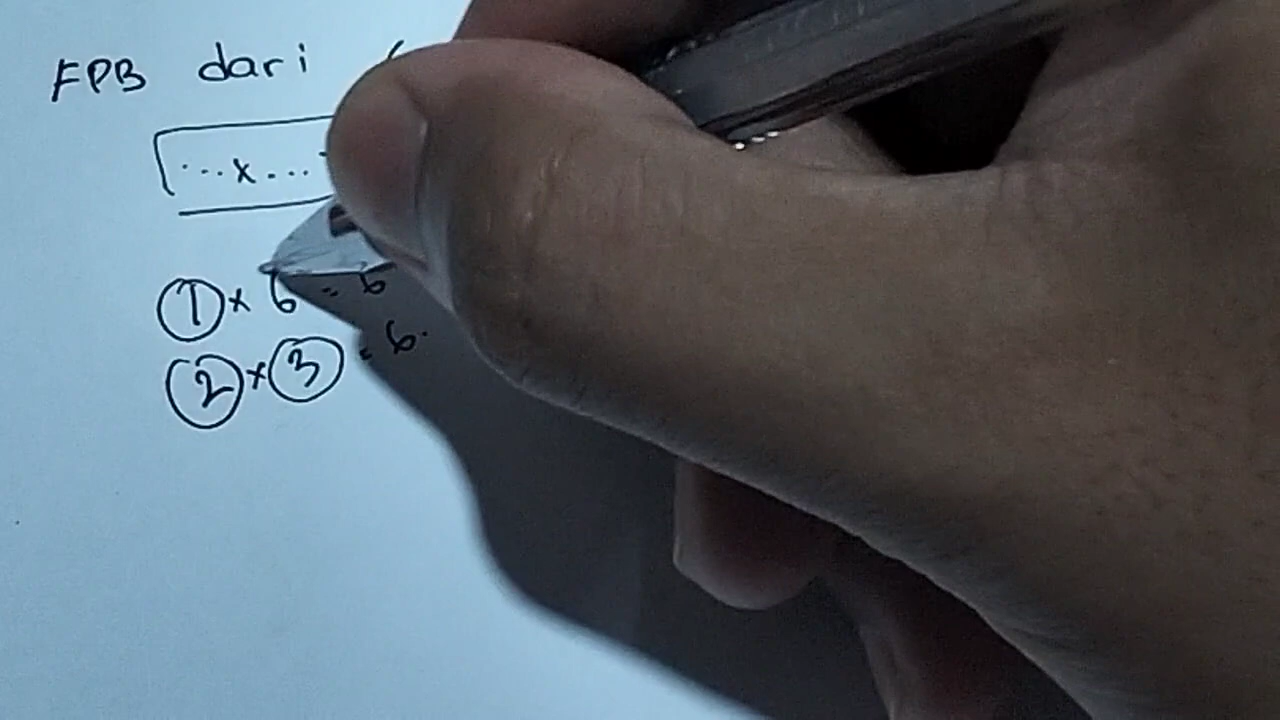 FPB dari
...x...
1 x 6 = 6
2 x 3 = 6.